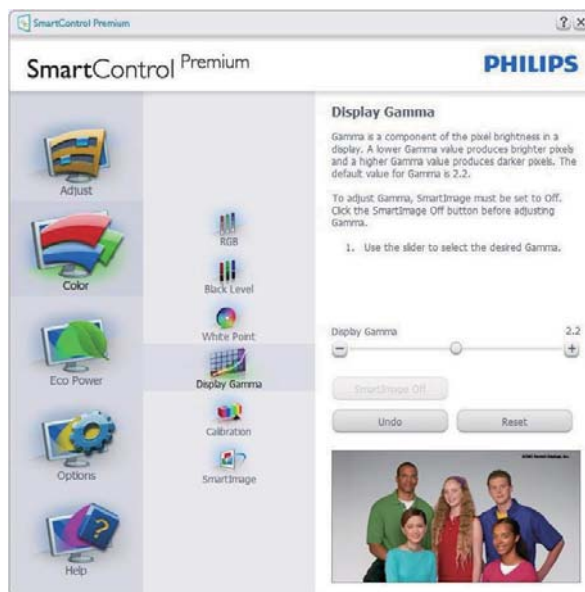 SmartControl Premium
SmartControl Premium
PHILIPS
Adjust
Color
Eco Power
Options
Help
RGB
Black Level
White Point
Display Gamma
Calibration
SmartImage
Display Gamma
Gamma is a component of the pixel brightness in a
display. A lower Gamma value produces brighter pixels
and a higher Gamma value produces darker pixels. The
default value for Gamma is 2.2.
To adjust Gamma, SmartImage must be set to Off.
Click the SmartImage Off button before adjusting
Gamma.
1. Use the slider to select the desired Gamma.
Display Gamma 2.2
SmartImage Off
Undo Reset